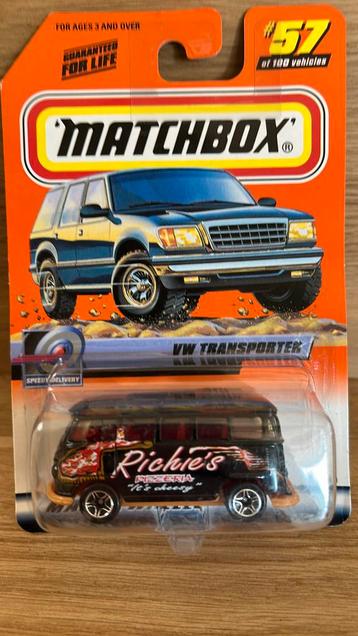 FOR AGES 3 AND OVER
GUARANTEED
FOR LIFE
#57
of 100 vehicles
MATCHBOX®
VW TRANSPORTER
SPEEDY DELIVERY
Richie's
PIZZERIA
"It's cheesy"